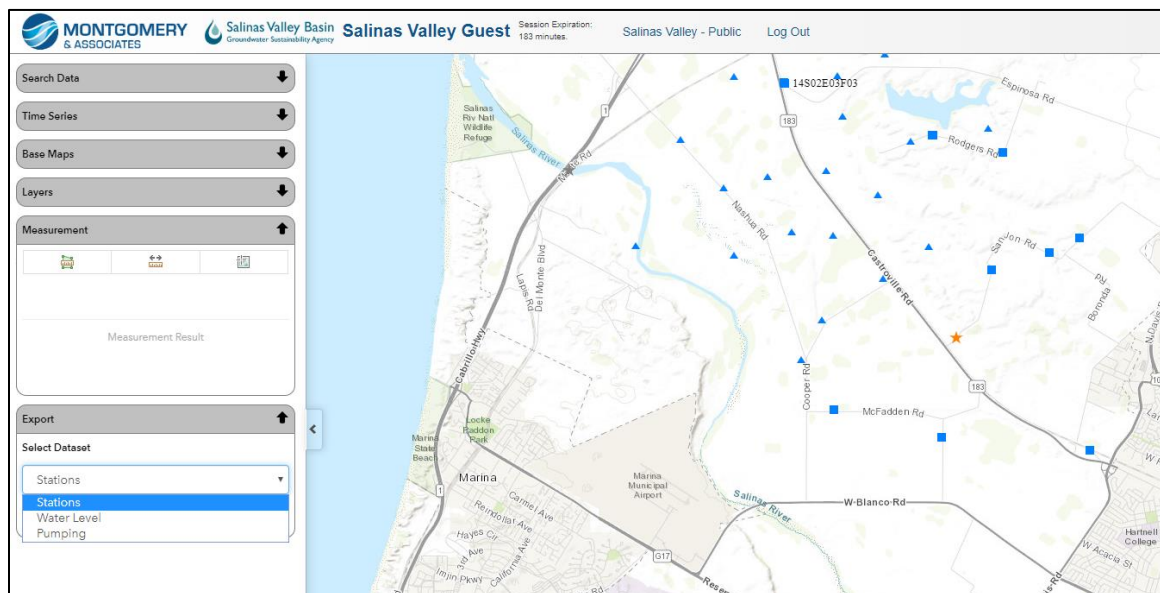 MONTGOMERY
& ASSOCIATES
Salinas Valley Basin
Groundwater Sustainability Agency
Salinas Valley Guest
Session Expiration:
183 minutes.
Salinas Valley - Public
Log Out
Search Data
Time Series
Base Maps
Layers
Measurement
Measurement Result
Export
Select Dataset
Stations
Stations
Water Level
Pumping
14S02E03F03
Espinosa Rd
Salinas
Riv Natl
Wildlife
Refuge
1
183
Salinas River
Rodgers Rd
Nashua Rd
San Jon Rd
Castroville Rd
Boronda Rd
Del Monte Blvd
Lapis Rd
Cabrillo Hwy
N Davis
183
Cooper Rd
McFadden Rd
Locke
Paddon
Park
Marina
State
Beach
Marina
Marina
Municipal
Airport
1
Salinas
River
W Blanco Rd
Carmel Ave
Reindollar Ave
Hayes Cir
3rd Ave
California Ave
Imjin Pkwy
G17
Hartnell
College
W Acacia St